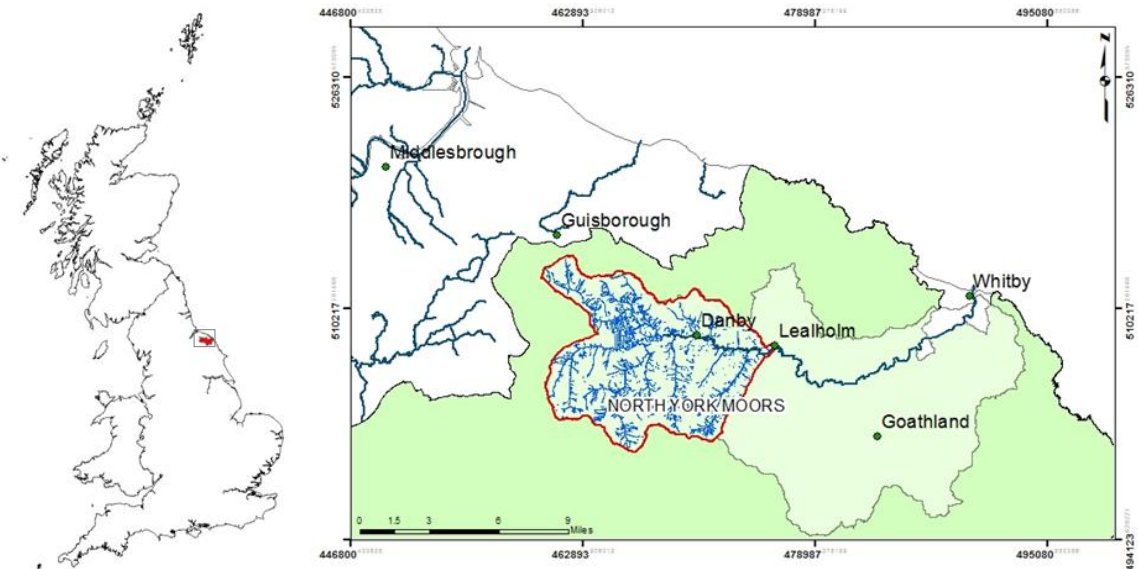 446800
462893
478987
495080
526310
526310
Middlesbrough
Guisborough
Whitby
510217
510217
Danby
Lealholm
NORTH YORK MOORS
Goathland
0 1.5 3 6 9
Miles
494123
446800
462893
478987
495080